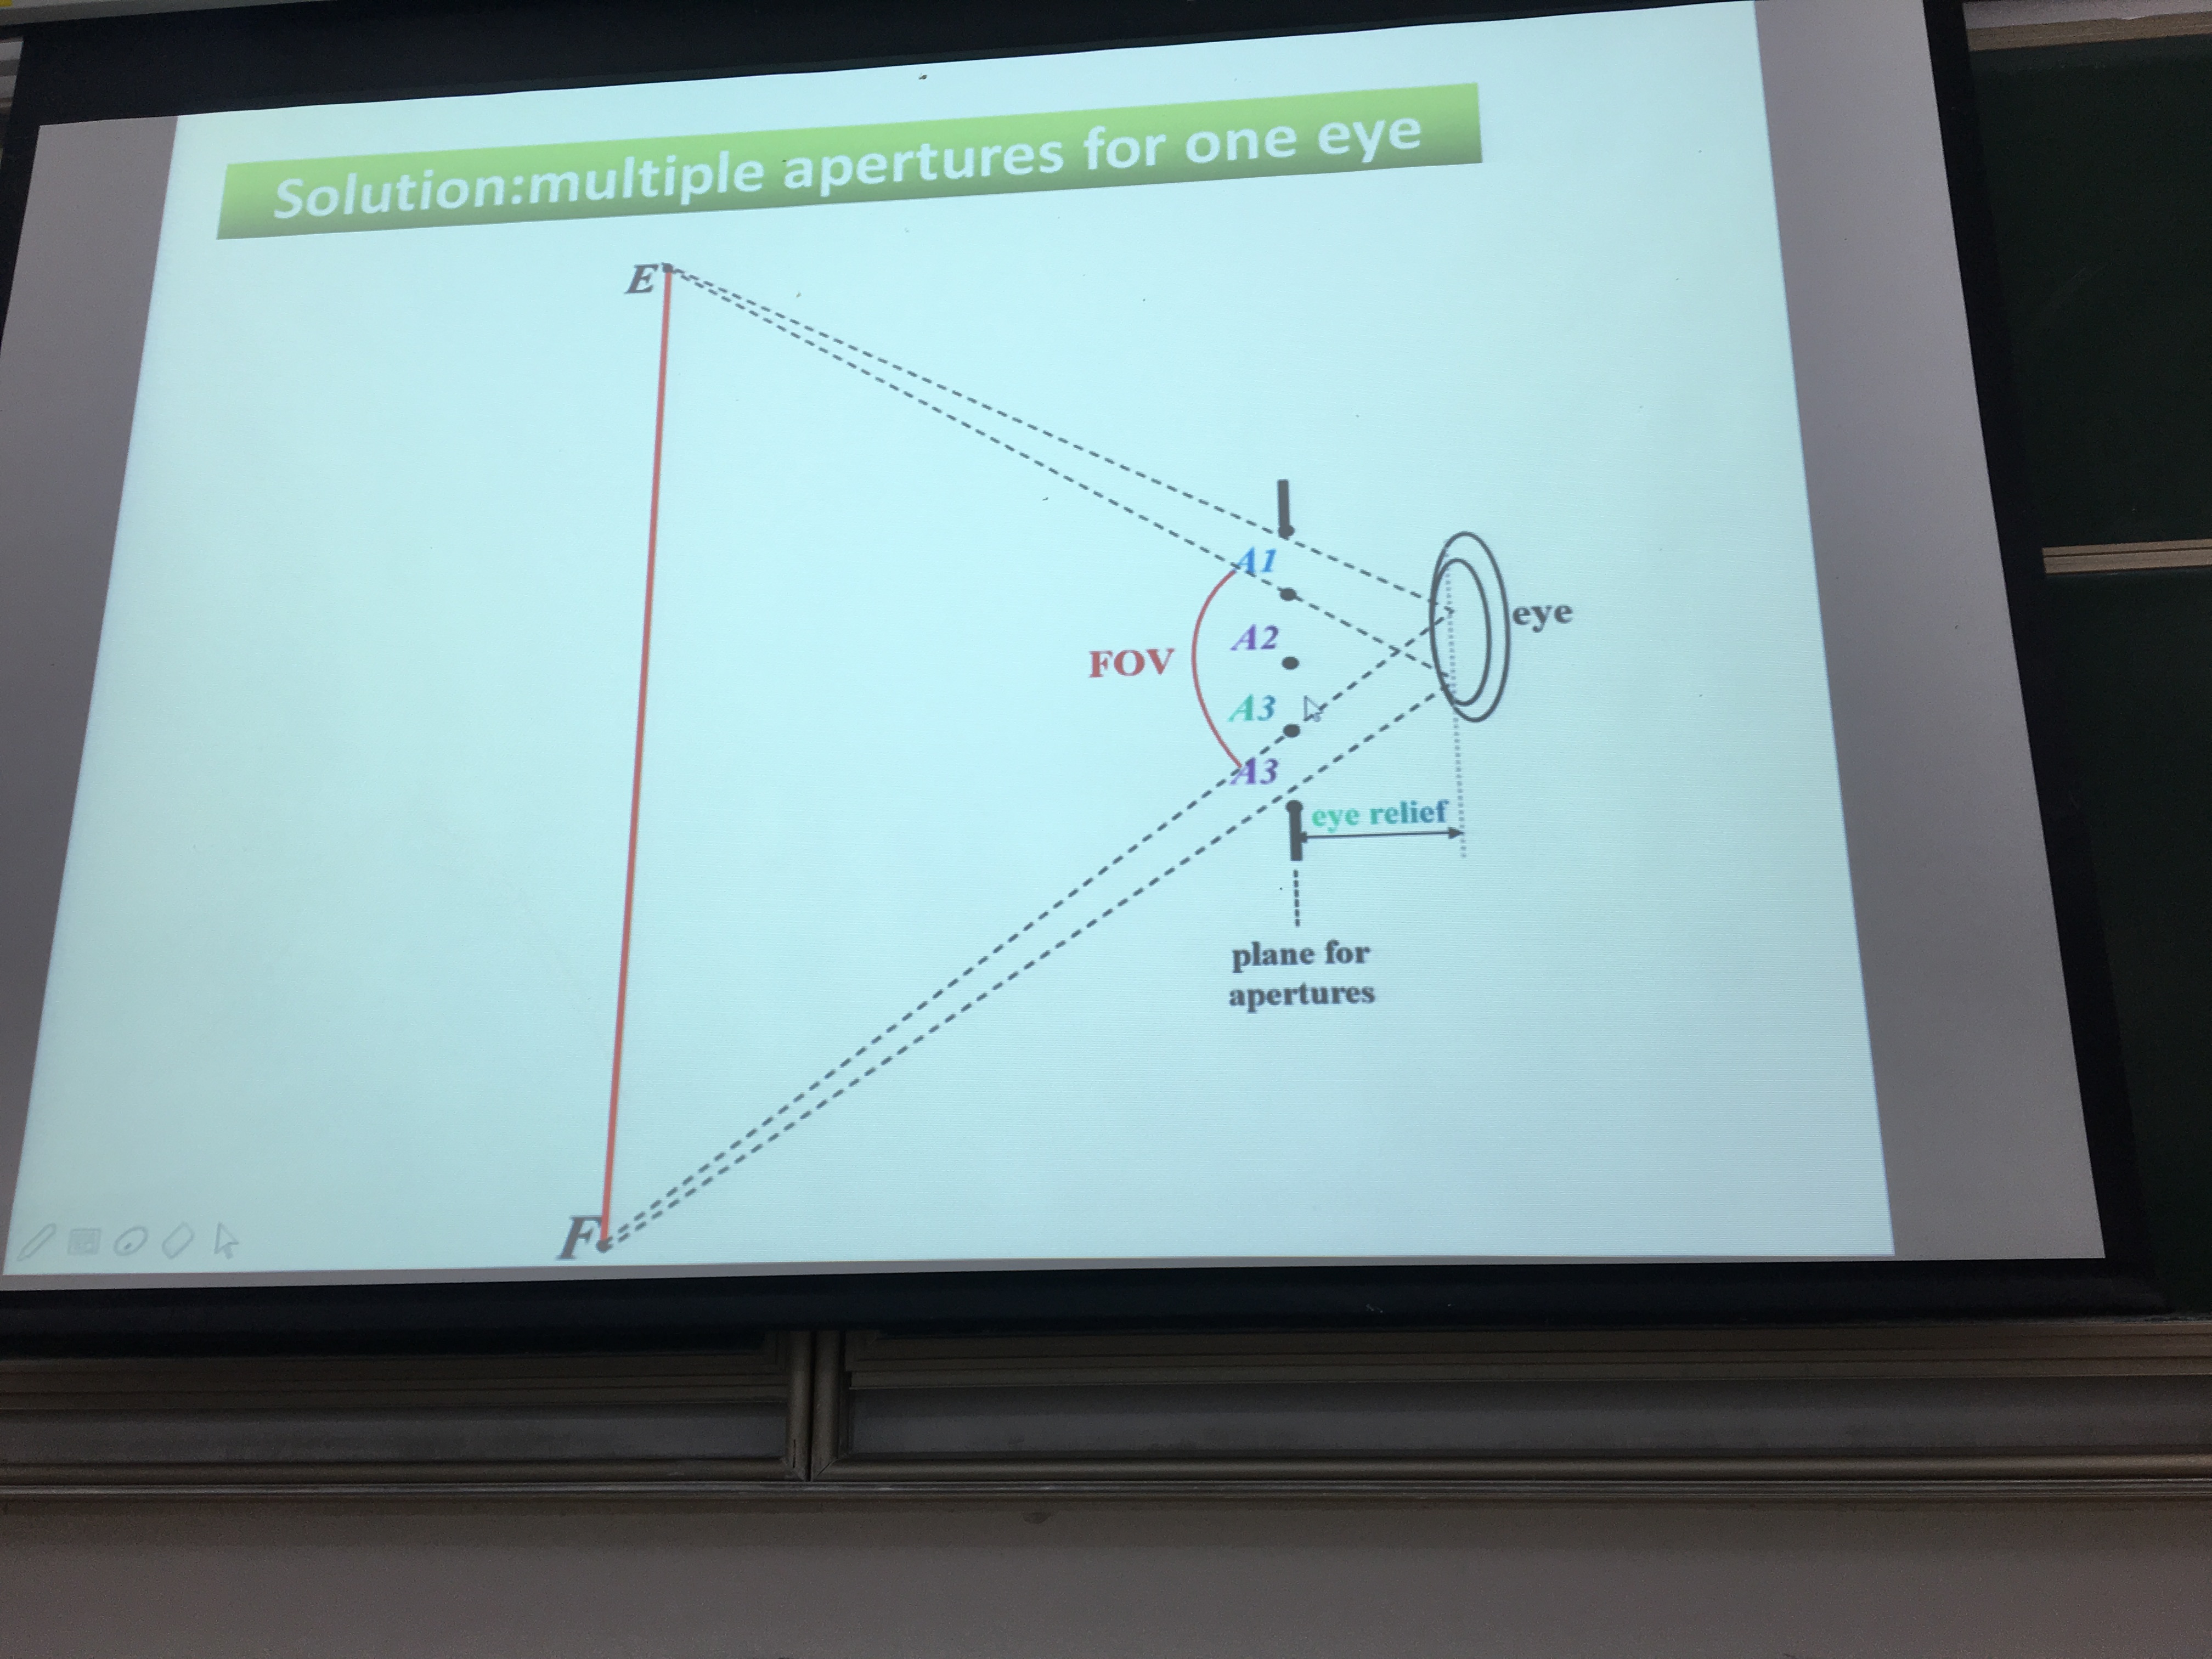 Solution:multiple apertures for one eye
E
A1
eye
A2
FOV
A3
A3
eye relief
plane for
apertures
F